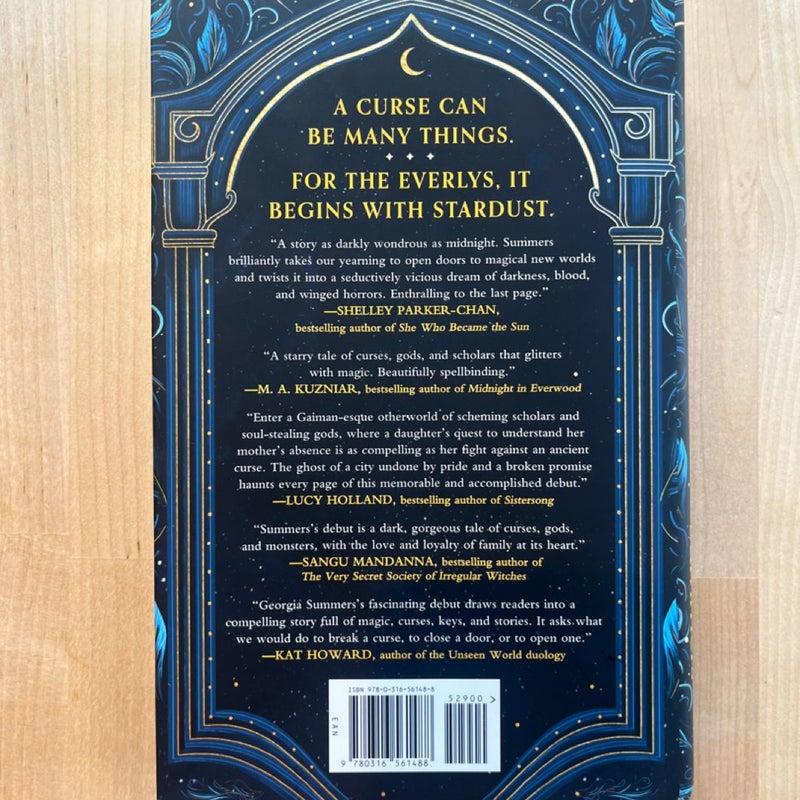 A CURSE CAN
BE MANY THINGS.
FOR THE EVERLYS, IT
BEGINS WITH STARDUST.
“A story as darkly wondrous as midnight. Summers
brilliantly takes our yearning to open doors to magical new worlds
and twists it into a seductively vicious dream of darkness, blood,
and winged horrors. Enthralling to the last page.”
—SHELLEY PARKER-CHAN,
bestselling author of She Who Became the Sun
“A starry tale of curses, gods, and scholars that glitters
with magic. Beautifully spellbinding.”
—M. A. KUZNIAR, bestselling author of Midnight in Everwood
“Enter a Gaiman-esque otherworld of scheming scholars and
soul-stealing gods, where a daughter’s quest to understand her
mother’s absence is as compelling as her fight against an ancient
curse. The ghost of a city undone by pride and a broken promise
haunts every page of this memorable and accomplished debut.”
—LUCY HOLLAND, bestselling author of Sistersong
“Summers’s debut is a dark, gorgeous tale of curses, gods,
and monsters, with the love and loyalty of family at its heart.”
—SANGU MANDANNA, bestselling author of
The Very Secret Society of Irregular Witches
“Georgia Summers’s fascinating debut draws readers into a
compelling story full of magic, curses, keys, and stories. It asks what
we would do to break a curse, to close a door, or to open one.”
—KAT HOWARD, author of the Unseen World duology
ISBN 978-0-316-56148-8
52900 >
EAN
9 780316 561488